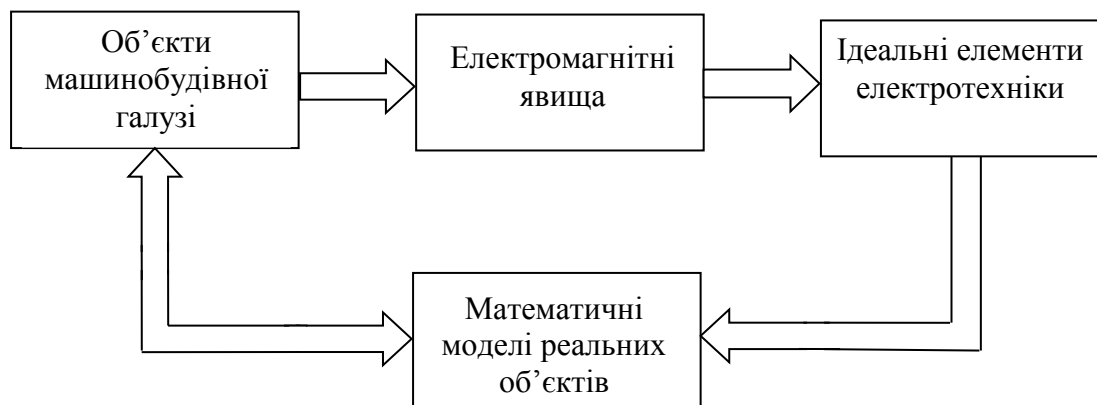 Об’єкти
машинобудівної
галузі
Електромагнітні
явища
Ідеальні елементи
електротехніки
Математичні
моделі реальних
об’єктів